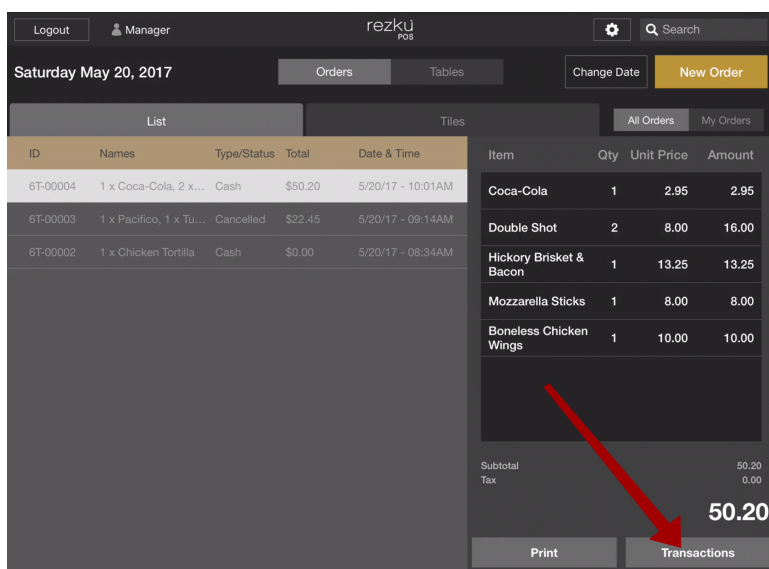 Logout
Manager
rezkü
POS
Search
Saturday May 20, 2017
Orders
Tables
Change Date
New Order
List
Tiles
All Orders
My Orders
ID Names Type/Status Total Date & Time
6T-00004 1 x Coca-Cola, 2 x... Cash $50.20 5/20/17 - 10:01AM
6T-00003 1 x Pacifico, 1 x Tu... Cancelled $22.45 5/20/17 - 09:14AM
6T-00002 1 x Chicken Tortilla Cash $0.00 5/20/17 - 08:34AM
Item Qty Unit Price Amount
Coca-Cola 1 2.95 2.95
Double Shot 2 8.00 16.00
Hickory Brisket &
Bacon 1 13.25 13.25
Mozzarella Sticks 1 8.00 8.00
Boneless Chicken
Wings 1 10.00 10.00
Subtotal 50.20
Tax 0.00
50.20
Print
Transactions